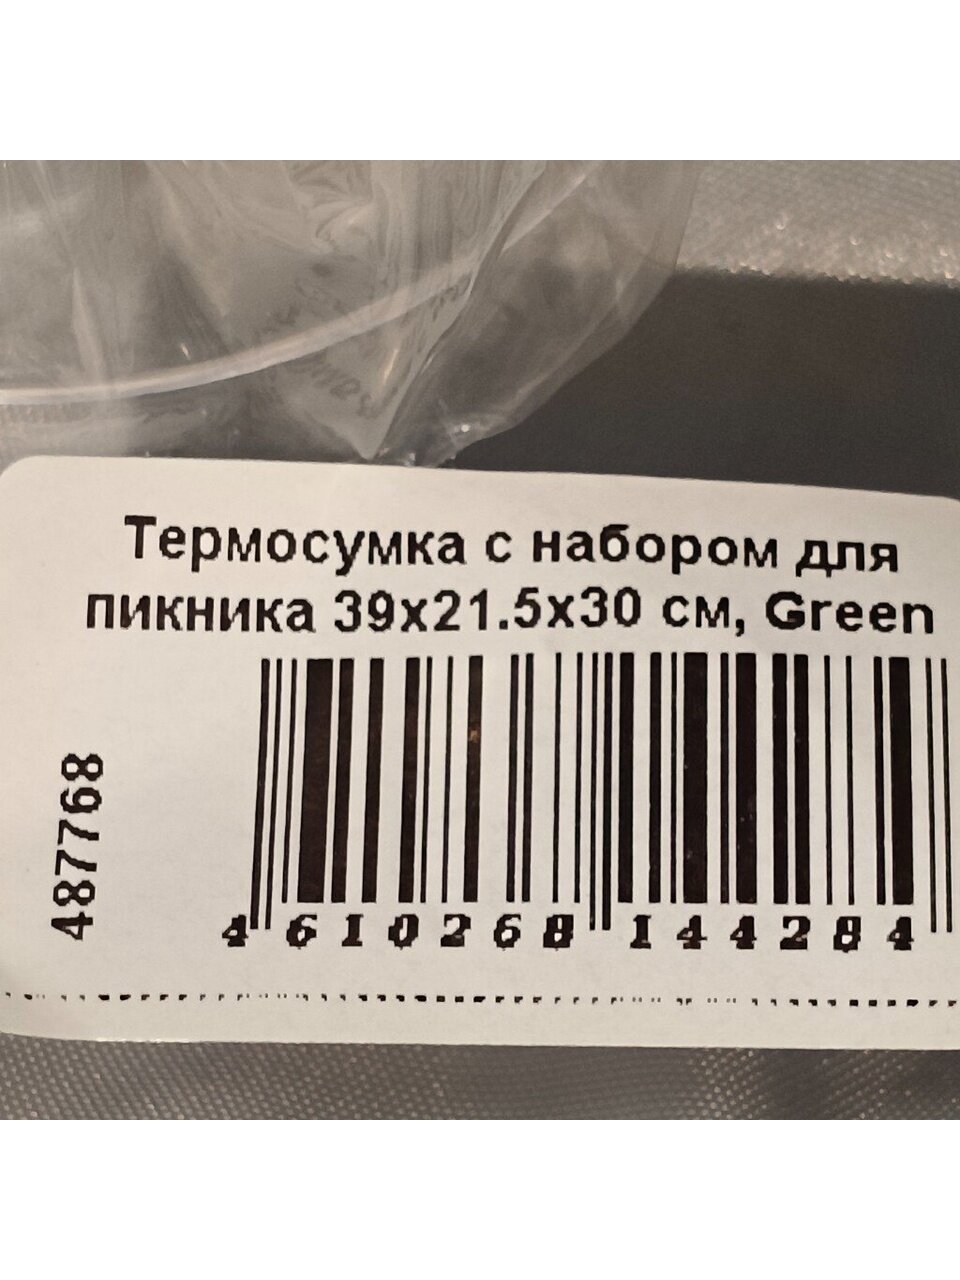 Термосумка с набором для
пикника 39x21.5x30 см, Green
487768
4 610268 144284